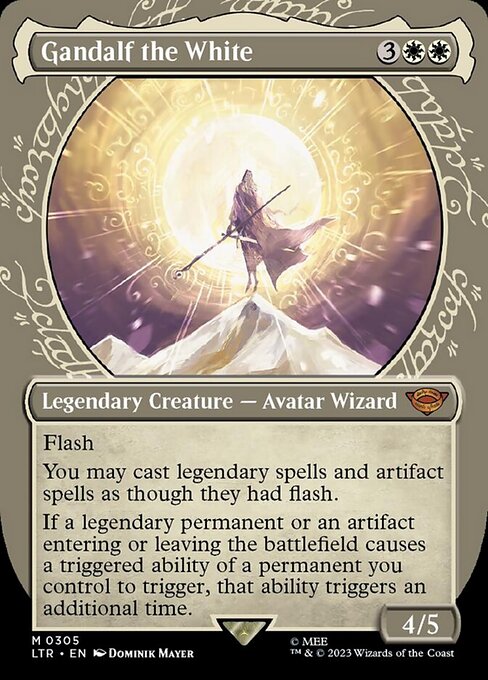 Gandalf the White 3
Legendary Creature — Avatar Wizard
Flash
You may cast legendary spells and artifact
spells as though they had flash.
If a legendary permanent or an artifact
entering or leaving the battlefield causes
a triggered ability of a permanent you
control to trigger, that ability triggers an
additional time.
4/5
M 0305
LTR • EN Dominik Mayer
© MEE
™ & © 2023 Wizards of the Coast